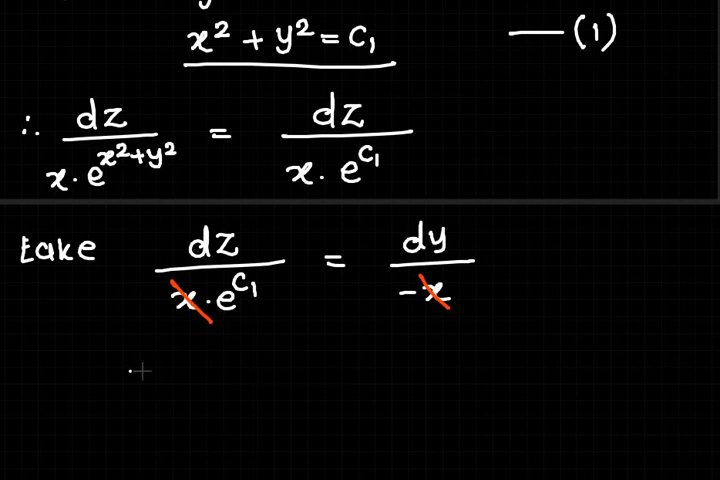 x² + y² = C₁ —— (1)
∴ dz / x · e^(x²+y²) = dz / x · e^(C₁)
take dz / x · e^(C₁) = dy / -x